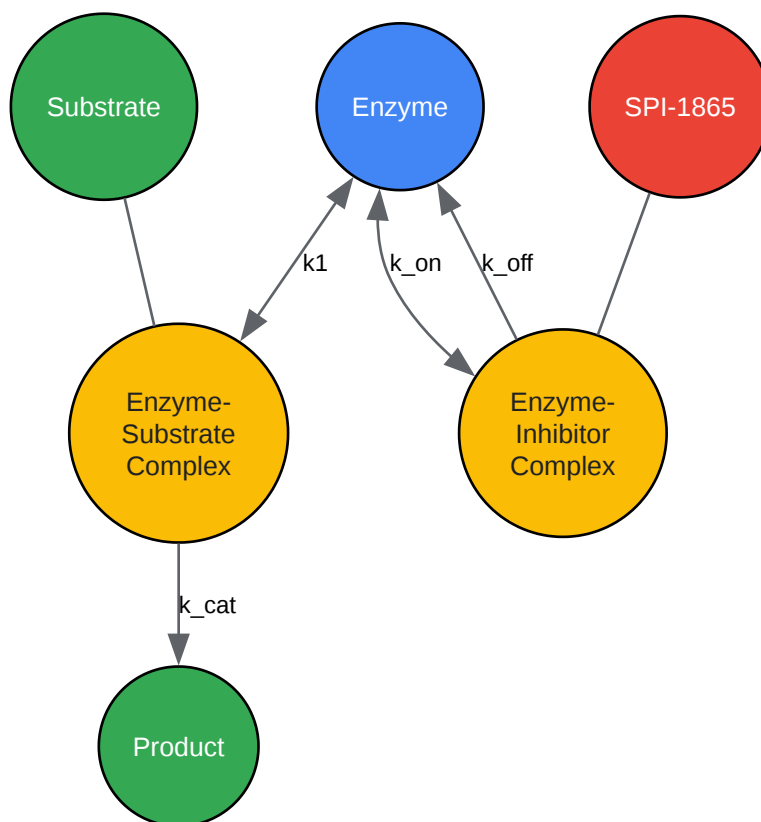 Substrate
Enzyme
SPI-1865
k1
k_on
k_off
Enzyme-
Substrate
Complex
Enzyme-
Inhibitor
Complex
k_cat
Product